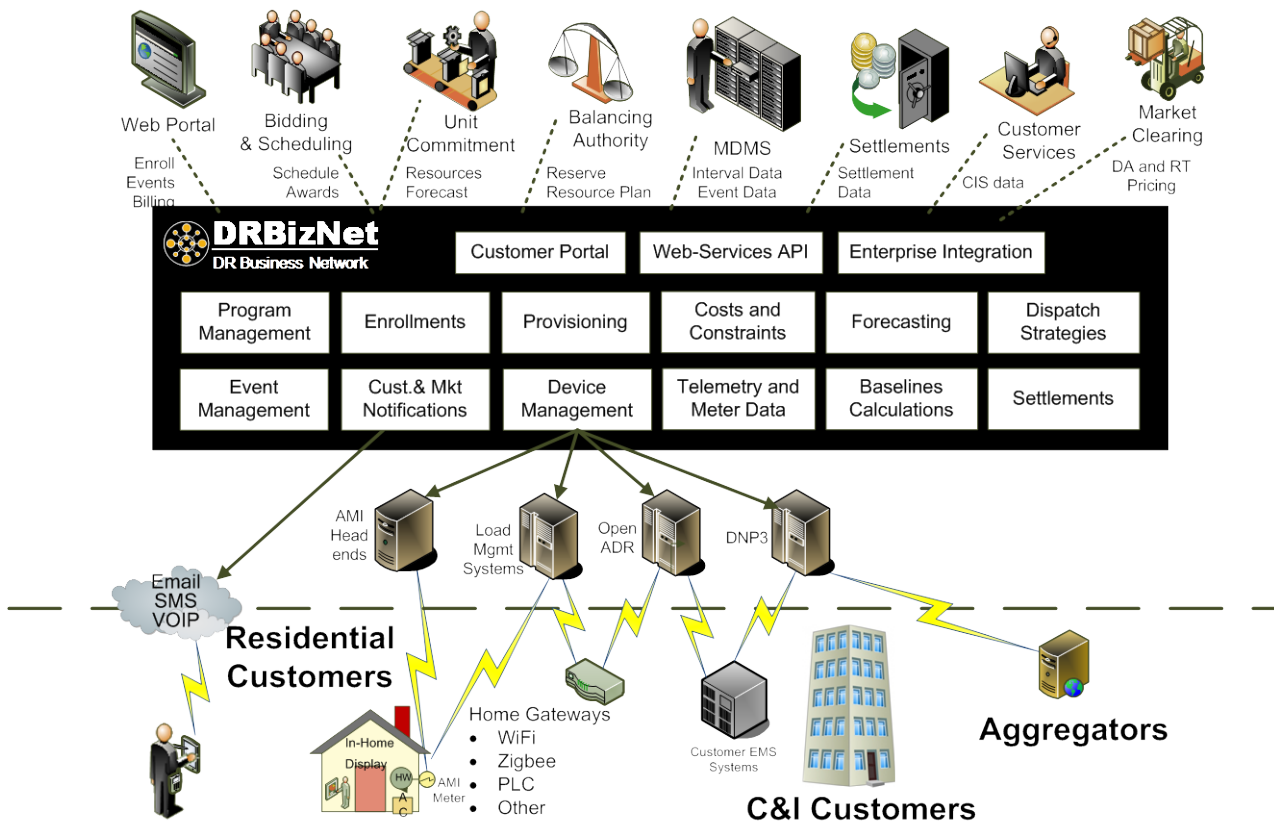 Web Portal
Bidding
& Scheduling
Unit
Commitment
Balancing
Authority
MDMS
Settlements
Customer
Services
Market
Clearing
Enroll
Events
Billing
Schedule
Awards
Resources
Forecast
Reserve
Resource Plan
Interval Data
Event Data
Settlement
Data
CIS data
DA and RT
Pricing
DRBizNet
DR Business Network
Customer Portal
Web-Services API
Enterprise Integration
Program
Management
Enrollments
Provisioning
Costs and
Constraints
Forecasting
Dispatch
Strategies
Event
Management
Cust.& Mkt
Notifications
Device
Management
Telemetry and
Meter Data
Baselines
Calculations
Settlements
AMI
Head
ends
Load
Mgmt
Systems
Open
ADR
DNP3
Email
SMS
VOIP
Residential
Customers
Home Gateways
• WiFi
• Zigbee
• PLC
• Other
In-Home
Display
HW
A
C
AMI
Meter
Customer EMS
Systems
C&I Customers
Aggregators